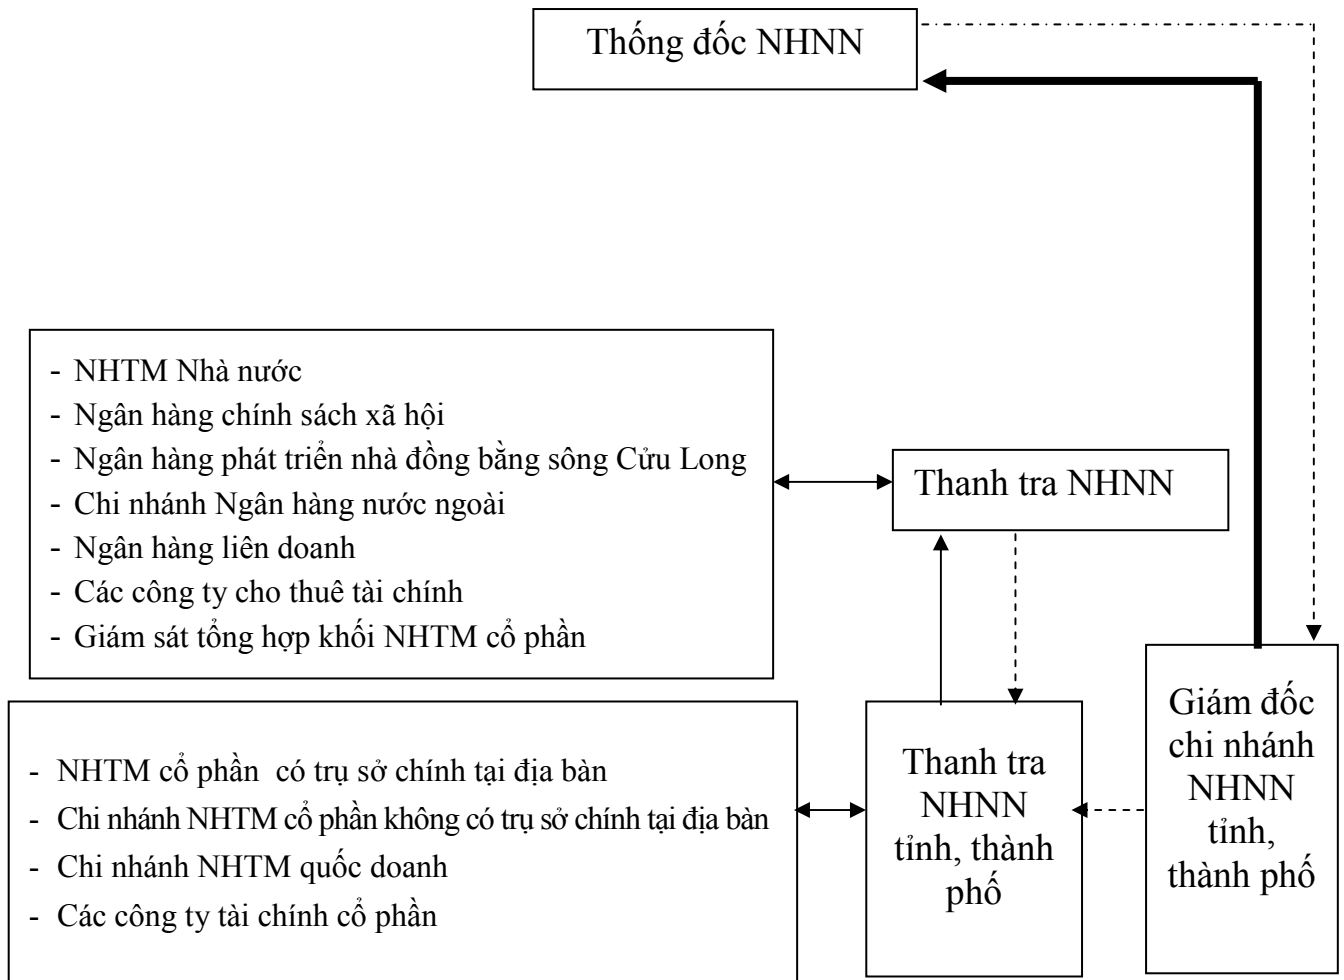 Thống đốc NHNN
- NHTM Nhà nước
- Ngân hàng chính sách xã hội
- Ngân hàng phát triển nhà đồng bằng sông Cửu Long
- Chi nhánh Ngân hàng nước ngoài
- Ngân hàng liên doanh
- Các công ty cho thuê tài chính
- Giám sát tổng hợp khối NHTM cổ phần
Thanh tra NHNN
- NHTM cổ phần có trụ sở chính tại địa bàn
- Chi nhánh NHTM cổ phần không có trụ sở chính tại địa bàn
- Chi nhánh NHTM quốc doanh
- Các công ty tài chính cổ phần
Thanh tra
NHNN
tỉnh, thành
phố
Giám đốc
chi nhánh
NHNN
tỉnh,
thành phố